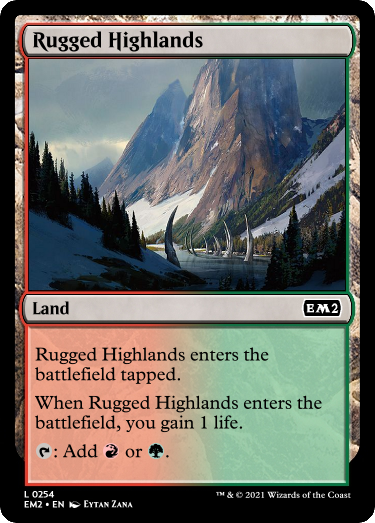 Rugged Highlands
Land
EM2
Rugged Highlands enters the
battlefield tapped.
When Rugged Highlands enters the
battlefield, you gain 1 life.
: Add or .
L 0254
EM2 • EN Eytan Zana
™ & © 2021 Wizards of the Coast